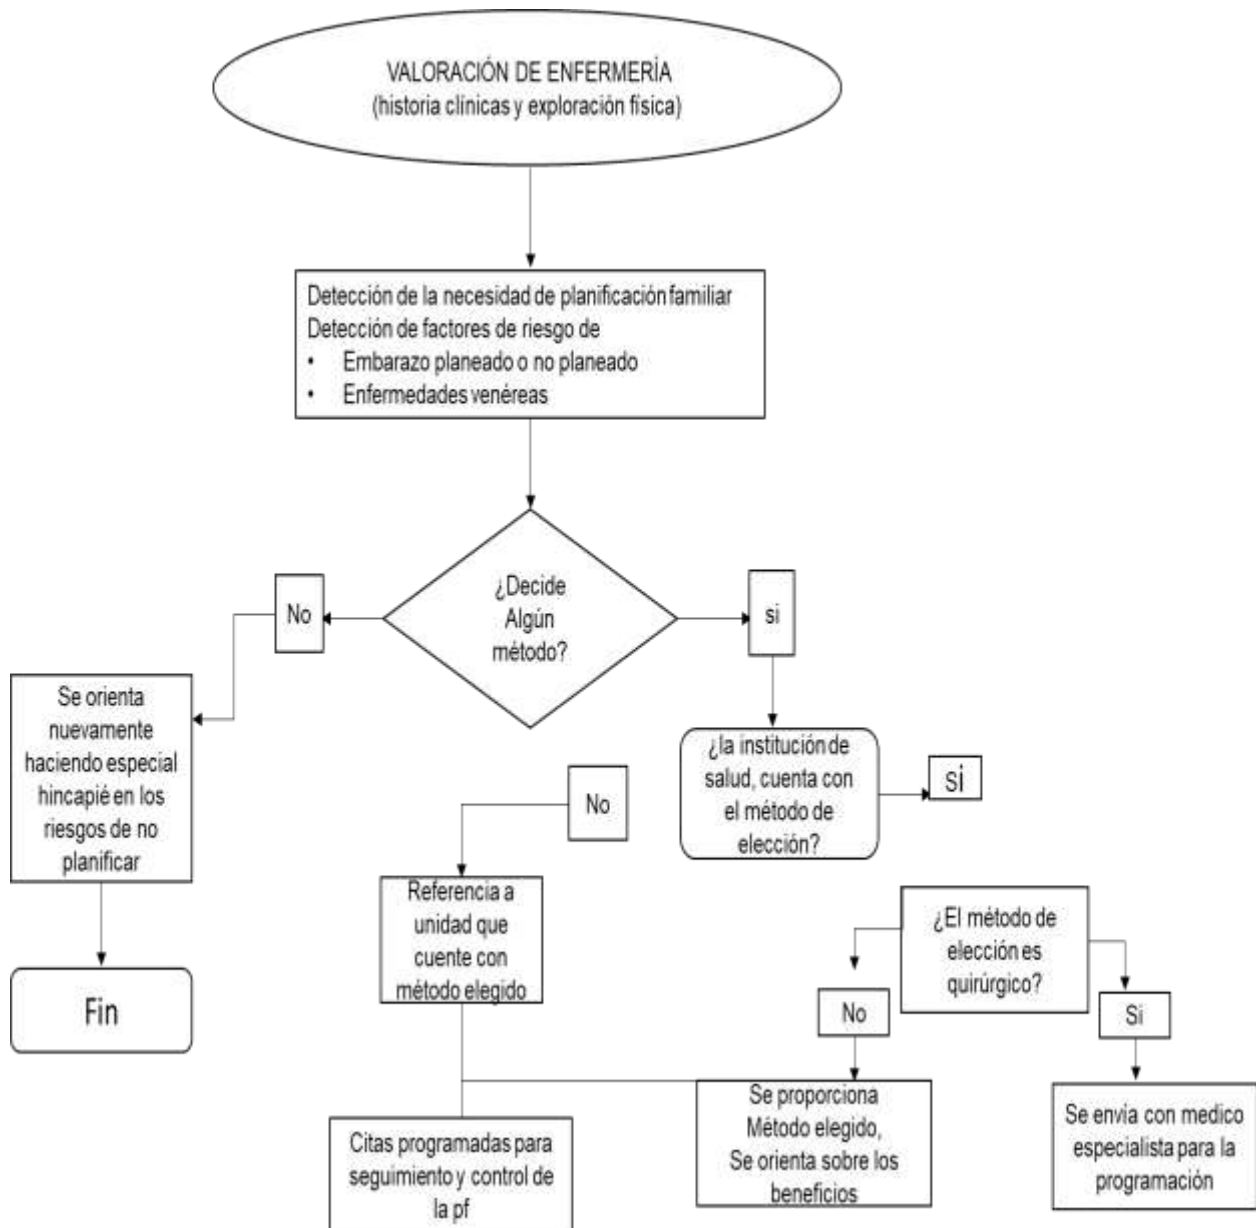 VALORACIÓN DE ENFERMERÍA
(historia clínicas y exploración física)
Detección de la necesidad de planificación familiar
Detección de factores de riesgo de
• Embarazo planeado o no planeado
• Enfermedades venéreas
¿Decide
Algún
método?
No
si
Se orienta
nuevamente
haciendo especial
hincapié en los
riesgos de no
planificar
¿la institución de
salud, cuenta con
el método de
elección?
SÍ
No
Referencia a
unidad que
cuente con
método elegido
¿El método de
elección es
quirúrgico?
Fin
No
Si
Se proporciona
Método elegido,
Se orienta sobre los
beneficios
Se envía con medico
especialista para la
programación
Citas programadas para
seguimiento y control de
la pf